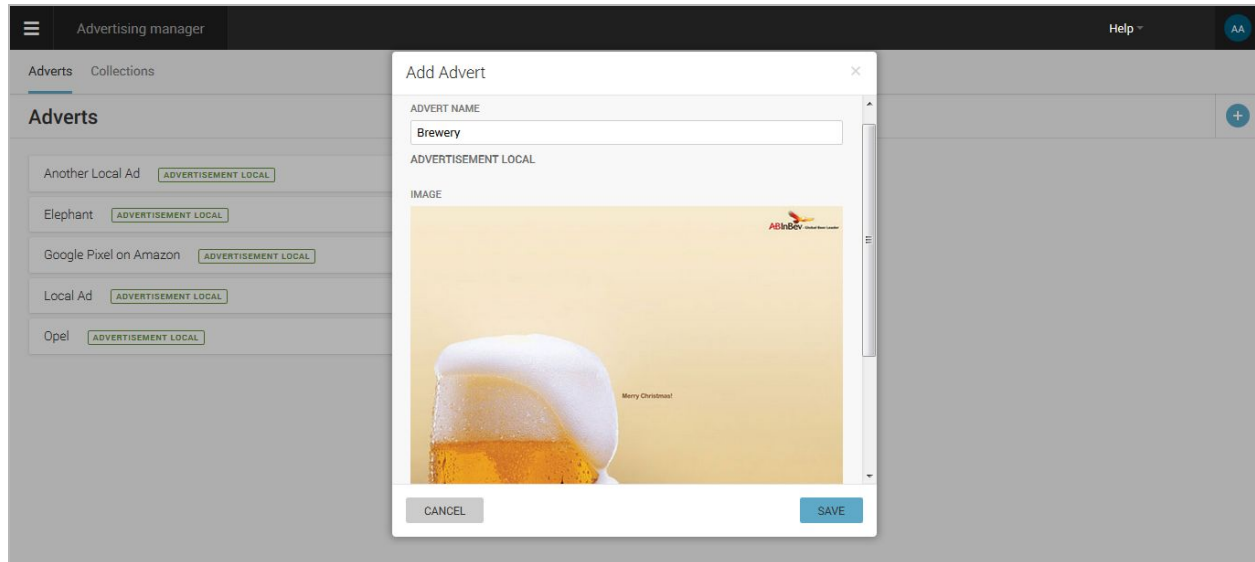 Advertising manager
Help
AA
Adverts Collections
Adverts
Another Local Ad ADVERTISEMENT LOCAL
Elephant ADVERTISEMENT LOCAL
Google Pixel on Amazon ADVERTISEMENT LOCAL
Local Ad ADVERTISEMENT LOCAL
Opel ADVERTISEMENT LOCAL
Add Advert
ADVERT NAME
Brewery
ADVERTISEMENT LOCAL
IMAGE
ABInBev
Merry Christmas!
CANCEL SAVE